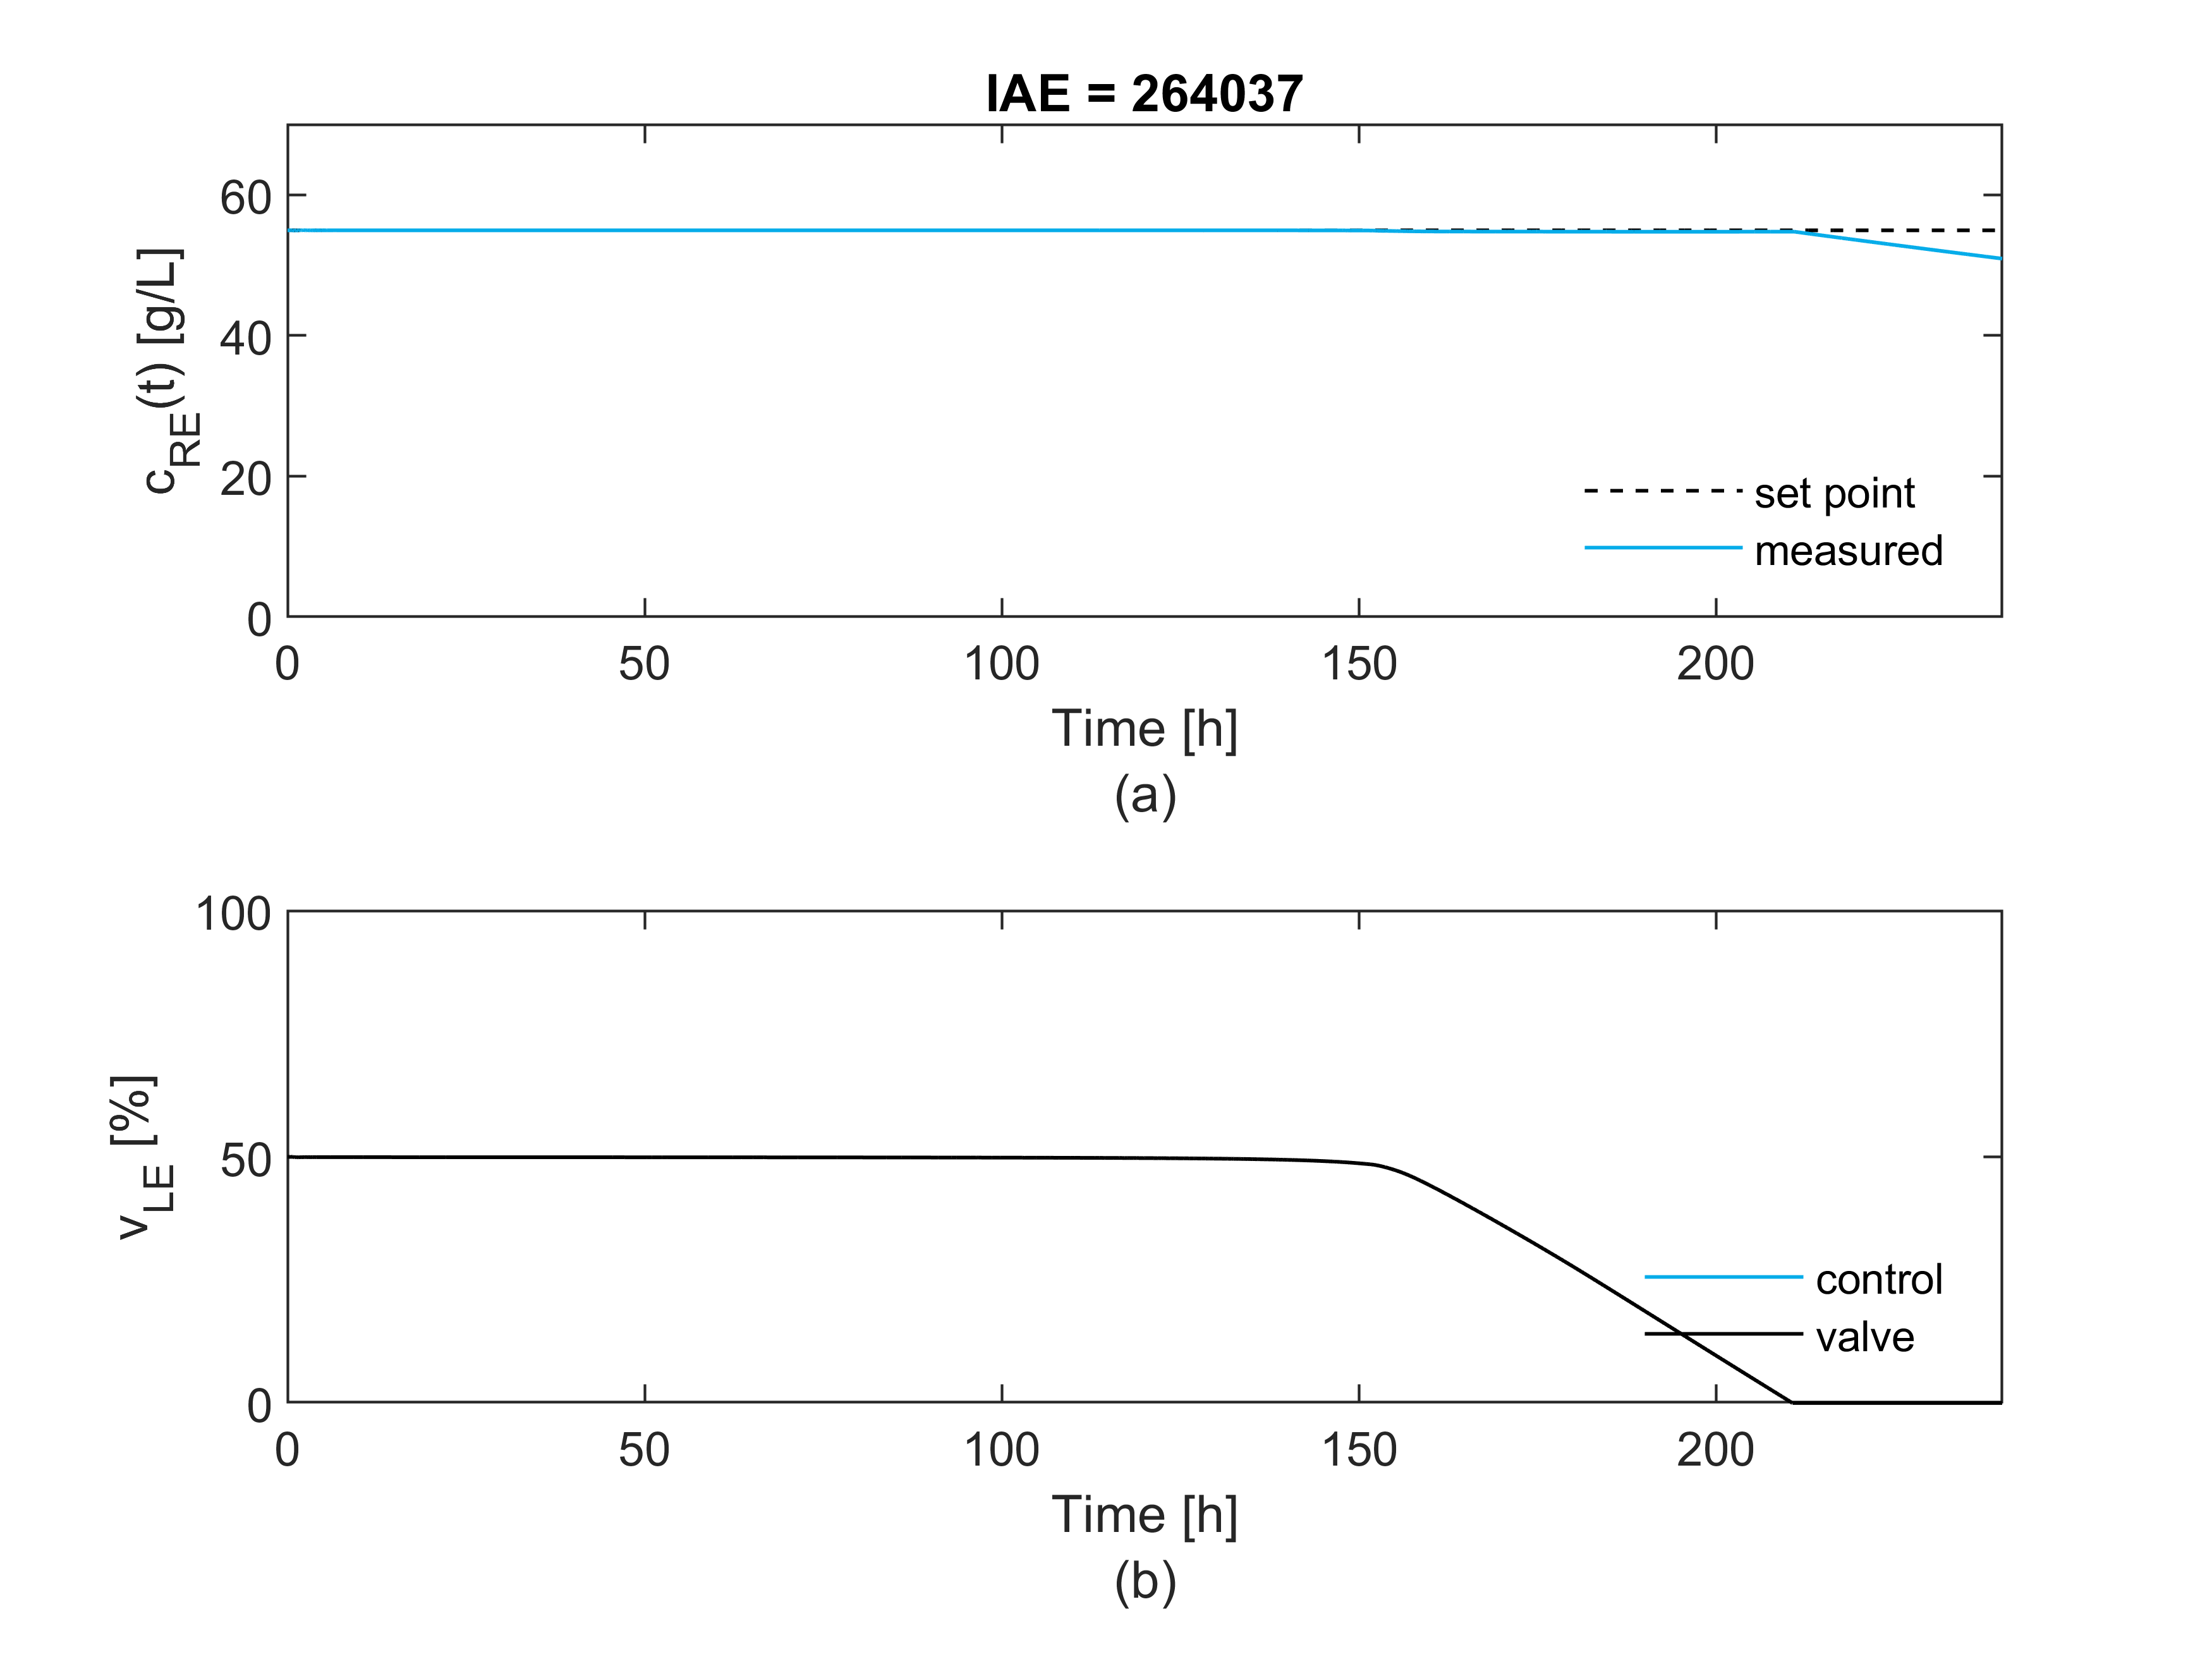 IAE = 264037
60
40
20
0
c_RE(t) [g/L]
set point
measured
0 50 100 150 200
Time [h]
(a)
100
50
0
v_LE [%]
control
valve
0 50 100 150 200
Time [h]
(b)